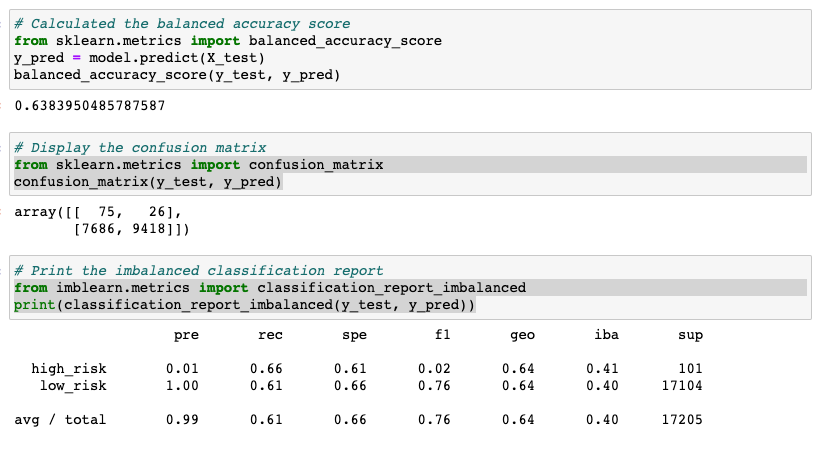 # Calculated the balanced accuracy score
from sklearn.metrics import balanced_accuracy_score
y_pred = model.predict(X_test)
balanced_accuracy_score(y_test, y_pred)
0.6383950485787587
# Display the confusion matrix
from sklearn.metrics import confusion_matrix
confusion_matrix(y_test, y_pred)
array([[  75,   26],
       [7686, 9418]])
# Print the imbalanced classification report
from imblearn.metrics import classification_report_imbalanced
print(classification_report_imbalanced(y_test, y_pred))
                   pre       rec       spe        f1       geo       iba       sup
  high_risk       0.01      0.66      0.61      0.02      0.64      0.41       101
   low_risk       1.00      0.61      0.66      0.76      0.64      0.40     17104
avg / total       0.99      0.61      0.66      0.76      0.64      0.40     17205